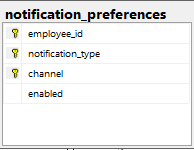 notification_preferences
employee_id
notification_type
channel
enabled